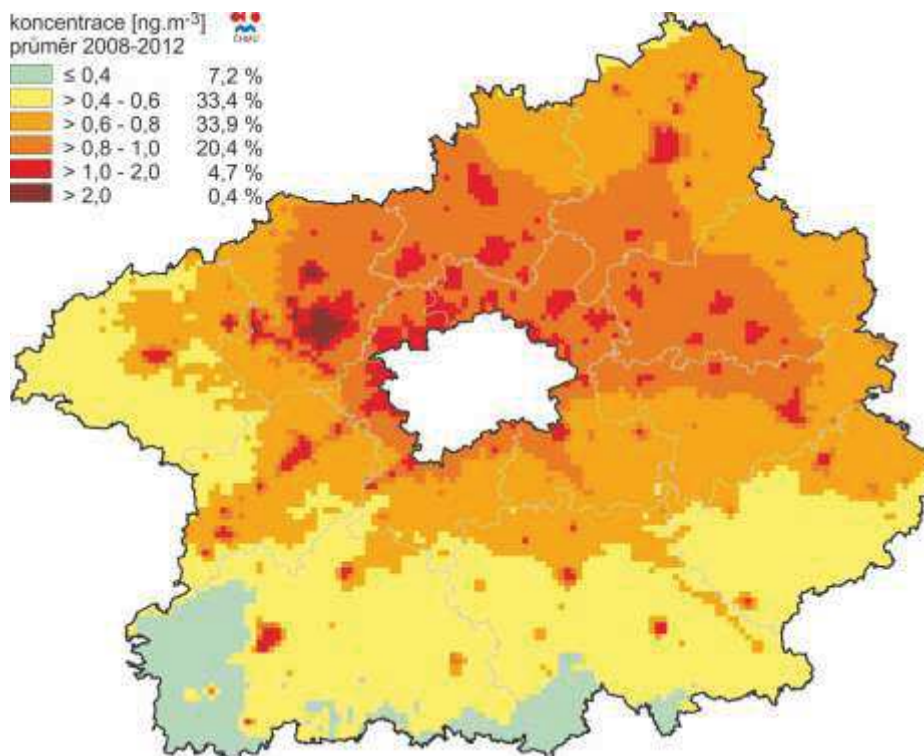 koncentrace [ng.m-3]
ČHMÚ
průměr 2008-2012
≤ 0,4 7,2 %
> 0,4 - 0,6 33,4 %
> 0,6 - 0,8 33,9 %
> 0,8 - 1,0 20,4 %
> 1,0 - 2,0 4,7 %
> 2,0 0,4 %